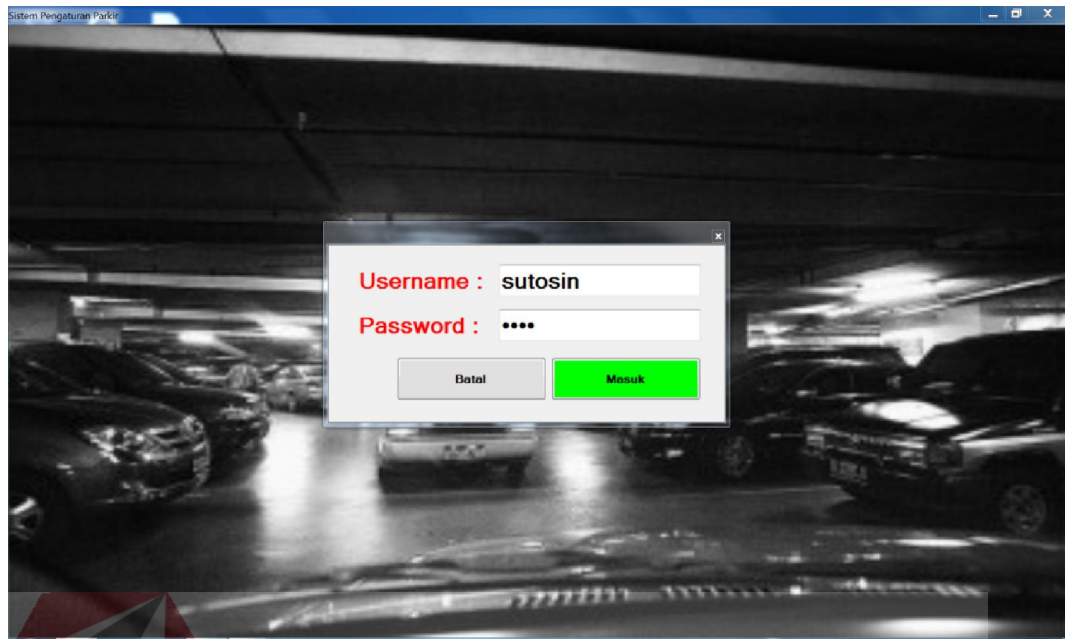 Sistem Pengaturan Parkir
Username : sutosin
Password : ••••
Batal Masuk